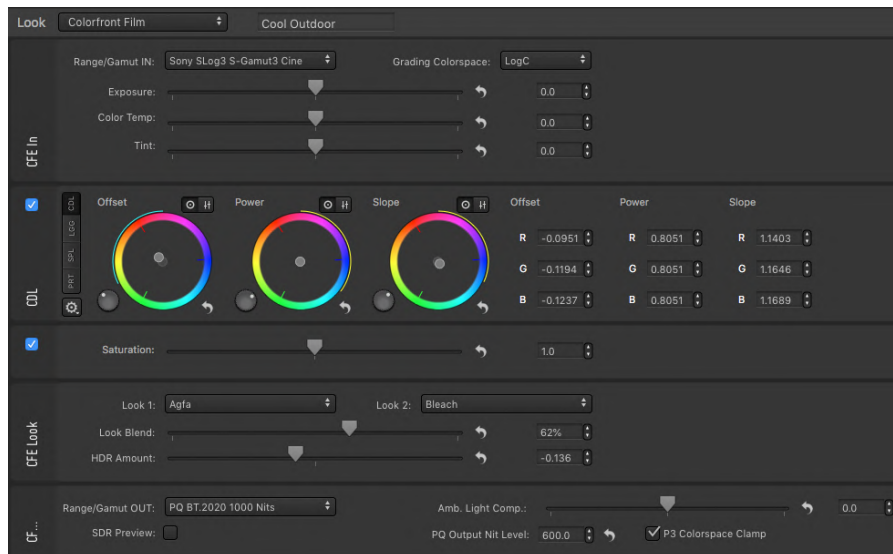 Look Colorfront Film Cool Outdoor
CFE In
Range/Gamut IN: Sony SLog3 S-Gamut3 Cine Grading Colorspace: LogC
Exposure: 0.0
Color Temp: 0.0
Tint: 0.0
CDL
CDL LGG SPL PRT
Offset Power Slope Offset Power Slope
R -0.0951 R 0.8051 R 1.1403
G -0.1194 G 0.8051 G 1.1646
B -0.1237 B 0.8051 B 1.1689
Saturation: 1.0
CFE Look
Look 1: Agfa Look 2: Bleach
Look Blend: 62%
HDR Amount: -0.136
CF...
Range/Gamut OUT: PQ BT.2020 1000 Nits Amb. Light Comp.: 0.0
SDR Preview: PQ Output Nit Level: 600.0 P3 Colorspace Clamp